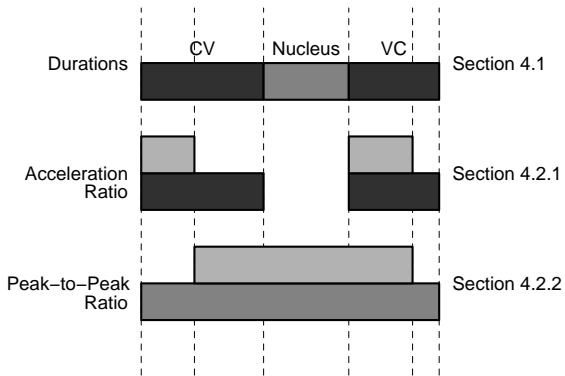 CV Nucleus VC
Durations Section 4.1
Acceleration
Ratio
Section 4.2.1
Peak−to−Peak
Ratio
Section 4.2.2